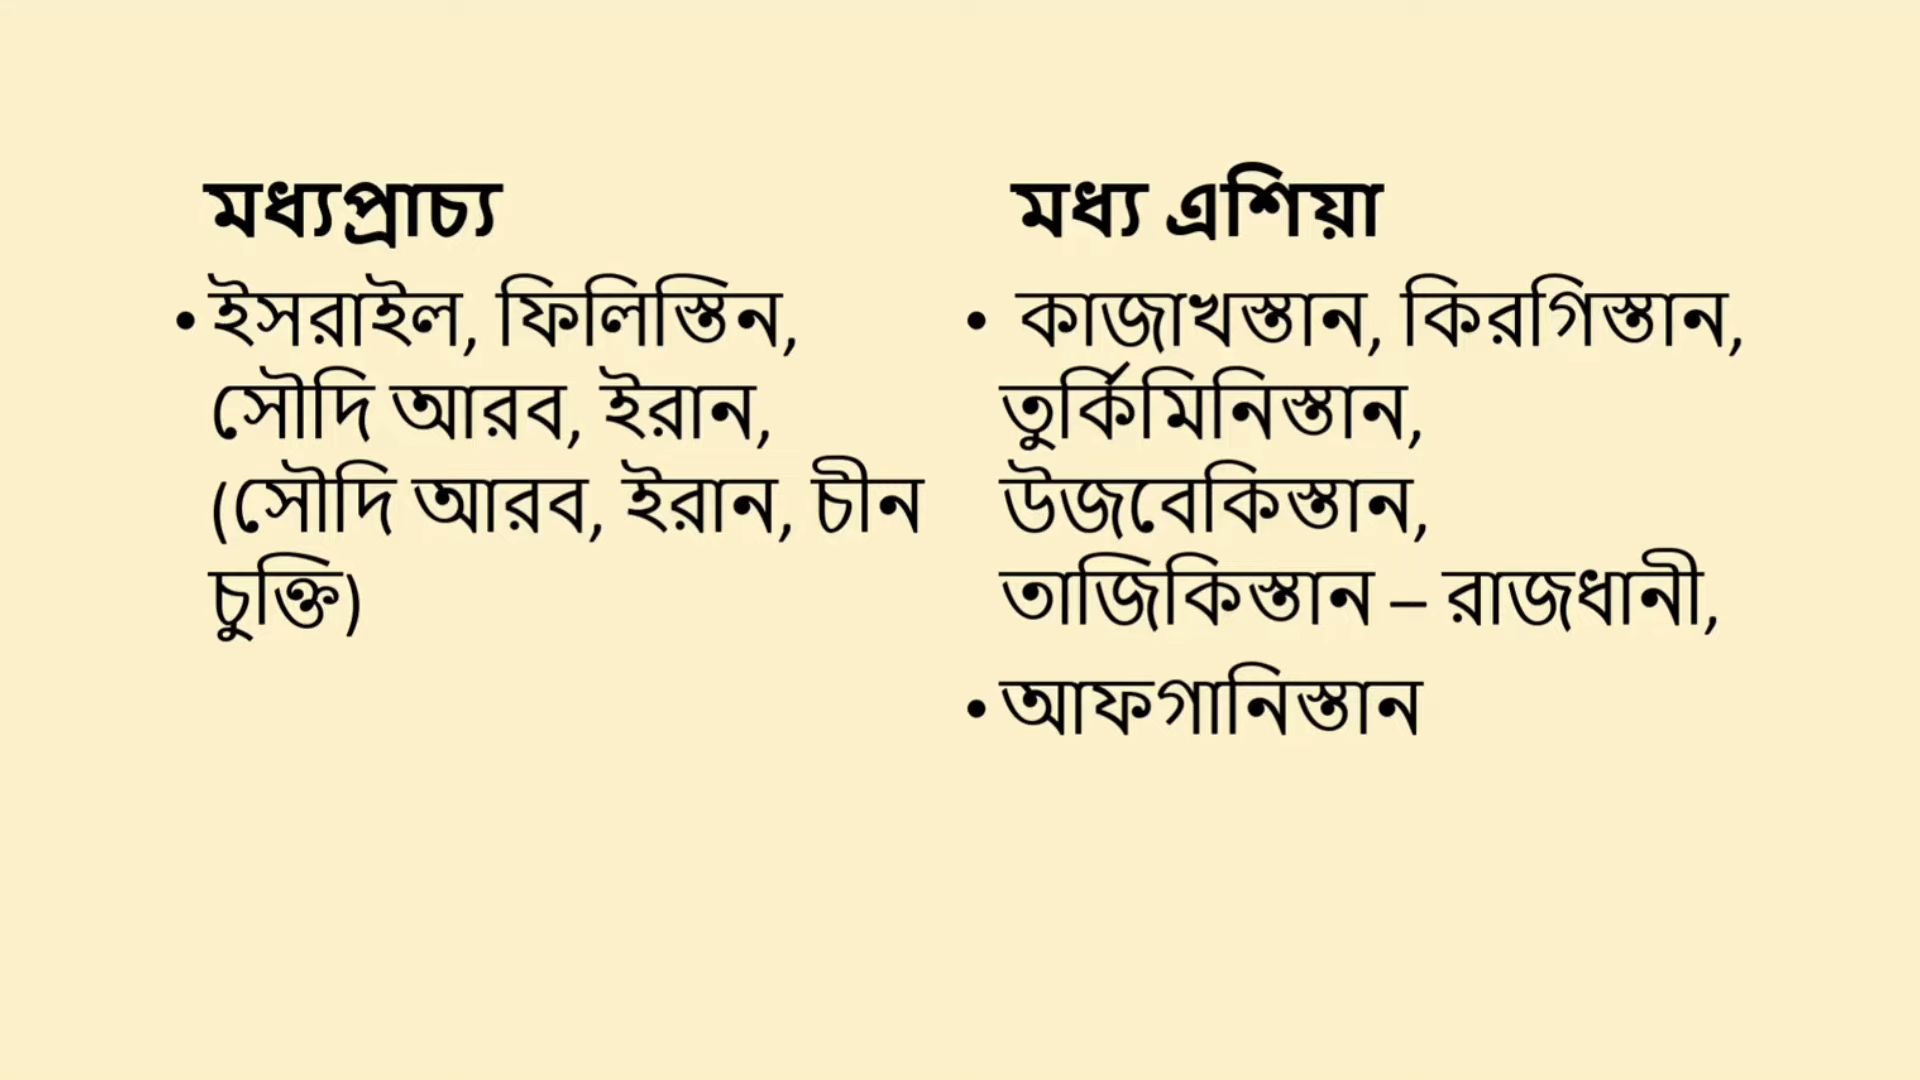 মধ্যপ্রাচ্য
• ইসরাইল, ফিলিস্তিন,
সৌদি আরব, ইরান,
(সৌদি আরব, ইরান, চীন
চুক্তি)
মধ্য এশিয়া
• কাজাখস্তান, কিরগিস্তান,
তুর্কিমিনিস্তান,
উজবেকিস্তান,
তাজিকিস্তান – রাজধানী,
• আফগানিস্তান